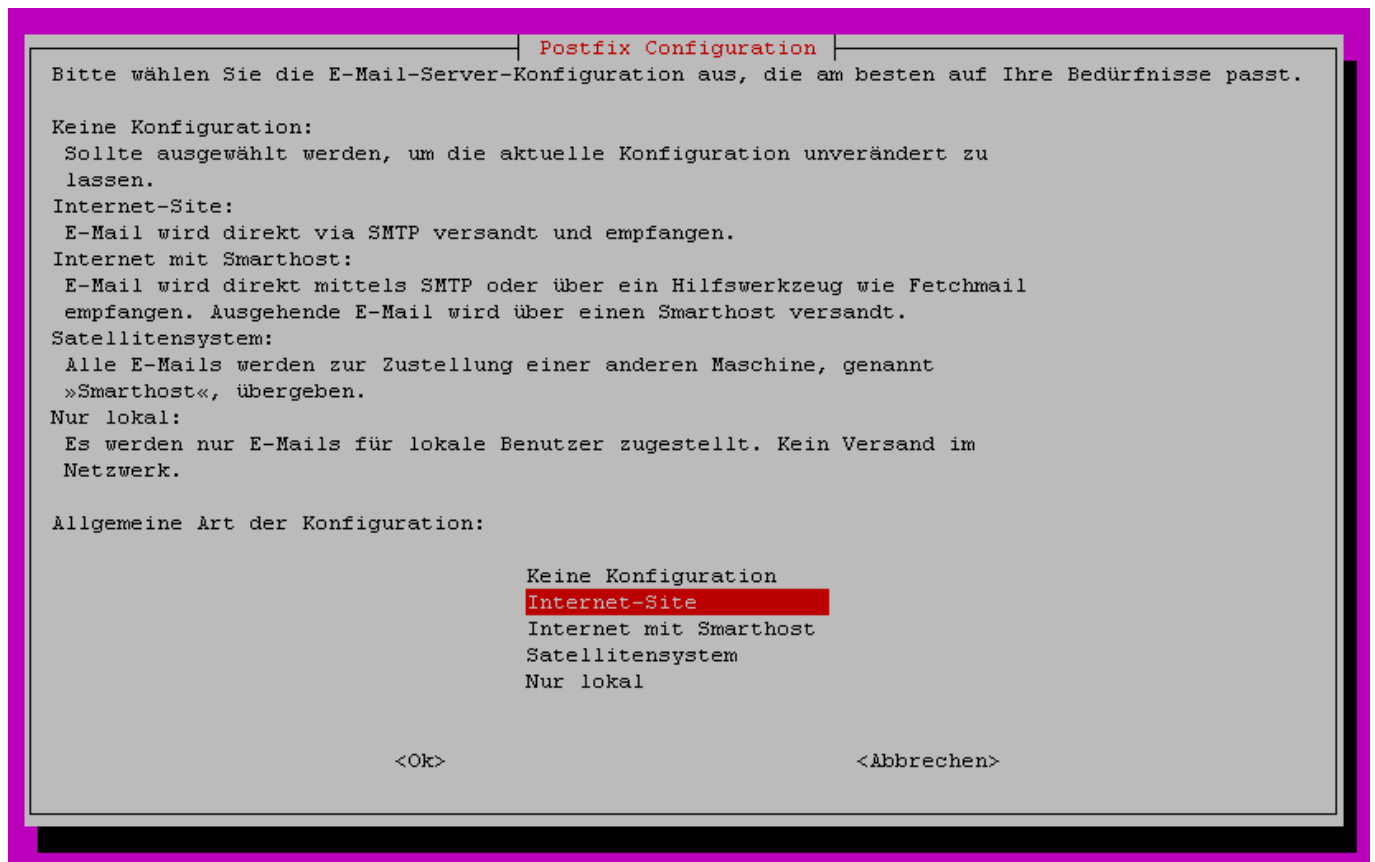 Postfix Configuration
Bitte wählen Sie die E-Mail-Server-Konfiguration aus, die am besten auf Ihre Bedürfnisse passt.
Keine Konfiguration:
Sollte ausgewählt werden, um die aktuelle Konfiguration unverändert zu
lassen.
Internet-Site:
E-Mail wird direkt via SMTP versandt und empfangen.
Internet mit Smarthost:
E-Mail wird direkt mittels SMTP oder über ein Hilfswerkzeug wie Fetchmail
empfangen. Ausgehende E-Mail wird über einen Smarthost versandt.
Satellitensystem:
Alle E-Mails werden zur Zustellung einer anderen Maschine, genannt
»Smarthost«, übergeben.
Nur lokal:
Es werden nur E-Mails für lokale Benutzer zugestellt. Kein Versand im
Netzwerk.
Allgemeine Art der Konfiguration:
Keine Konfiguration
Internet-Site
Internet mit Smarthost
Satellitensystem
Nur lokal
<Ok> <Abbrechen>